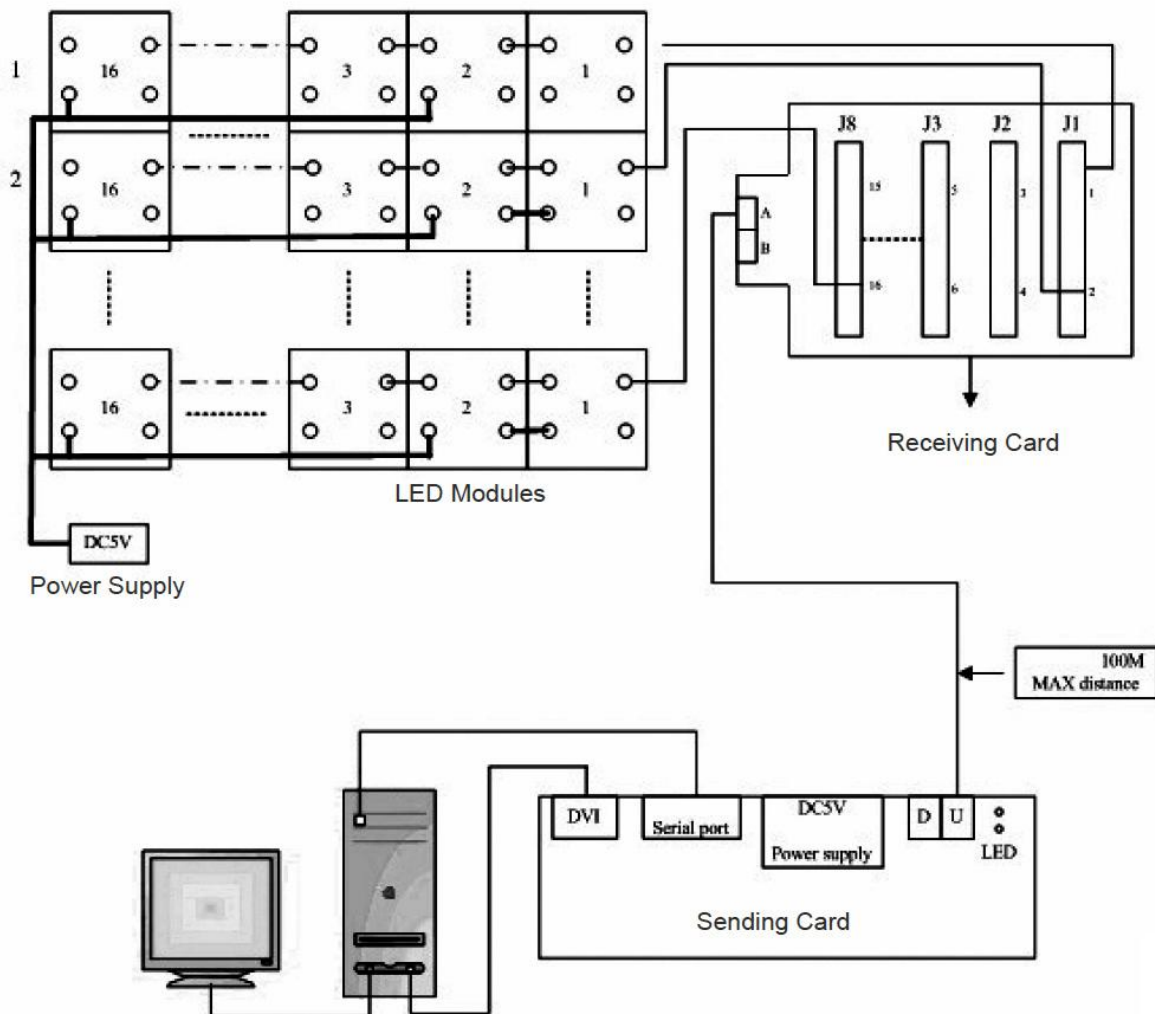 1
16
3
2
1
2
16
3
2
1
16
3
2
1
LED Modules
DC5V
Power Supply
J8
J3
J2
J1
15
5
3
1
A
B
16
6
4
2
Receiving Card
100M
MAX distance
DVI
Serial port
DC5V
Power supply
D
U
LED
Sending Card